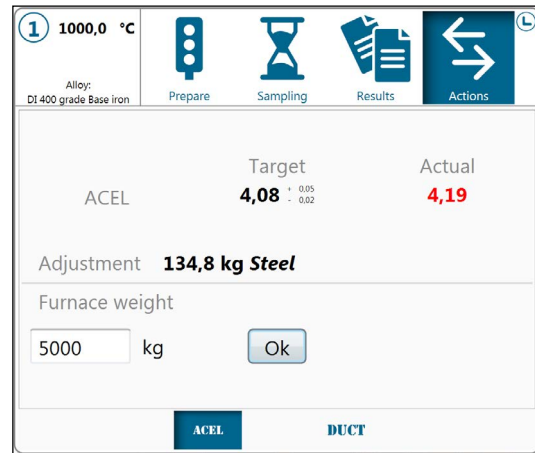 1 1000,0 °C
Alloy:
DI 400 grade Base iron
Prepare Sampling Results Actions
Target Actual
ACEL 4,08 + 0,05 - 0,02 4,19
Adjustment 134,8 kg Steel
Furnace weight
5000 kg Ok
ACEL DUCT